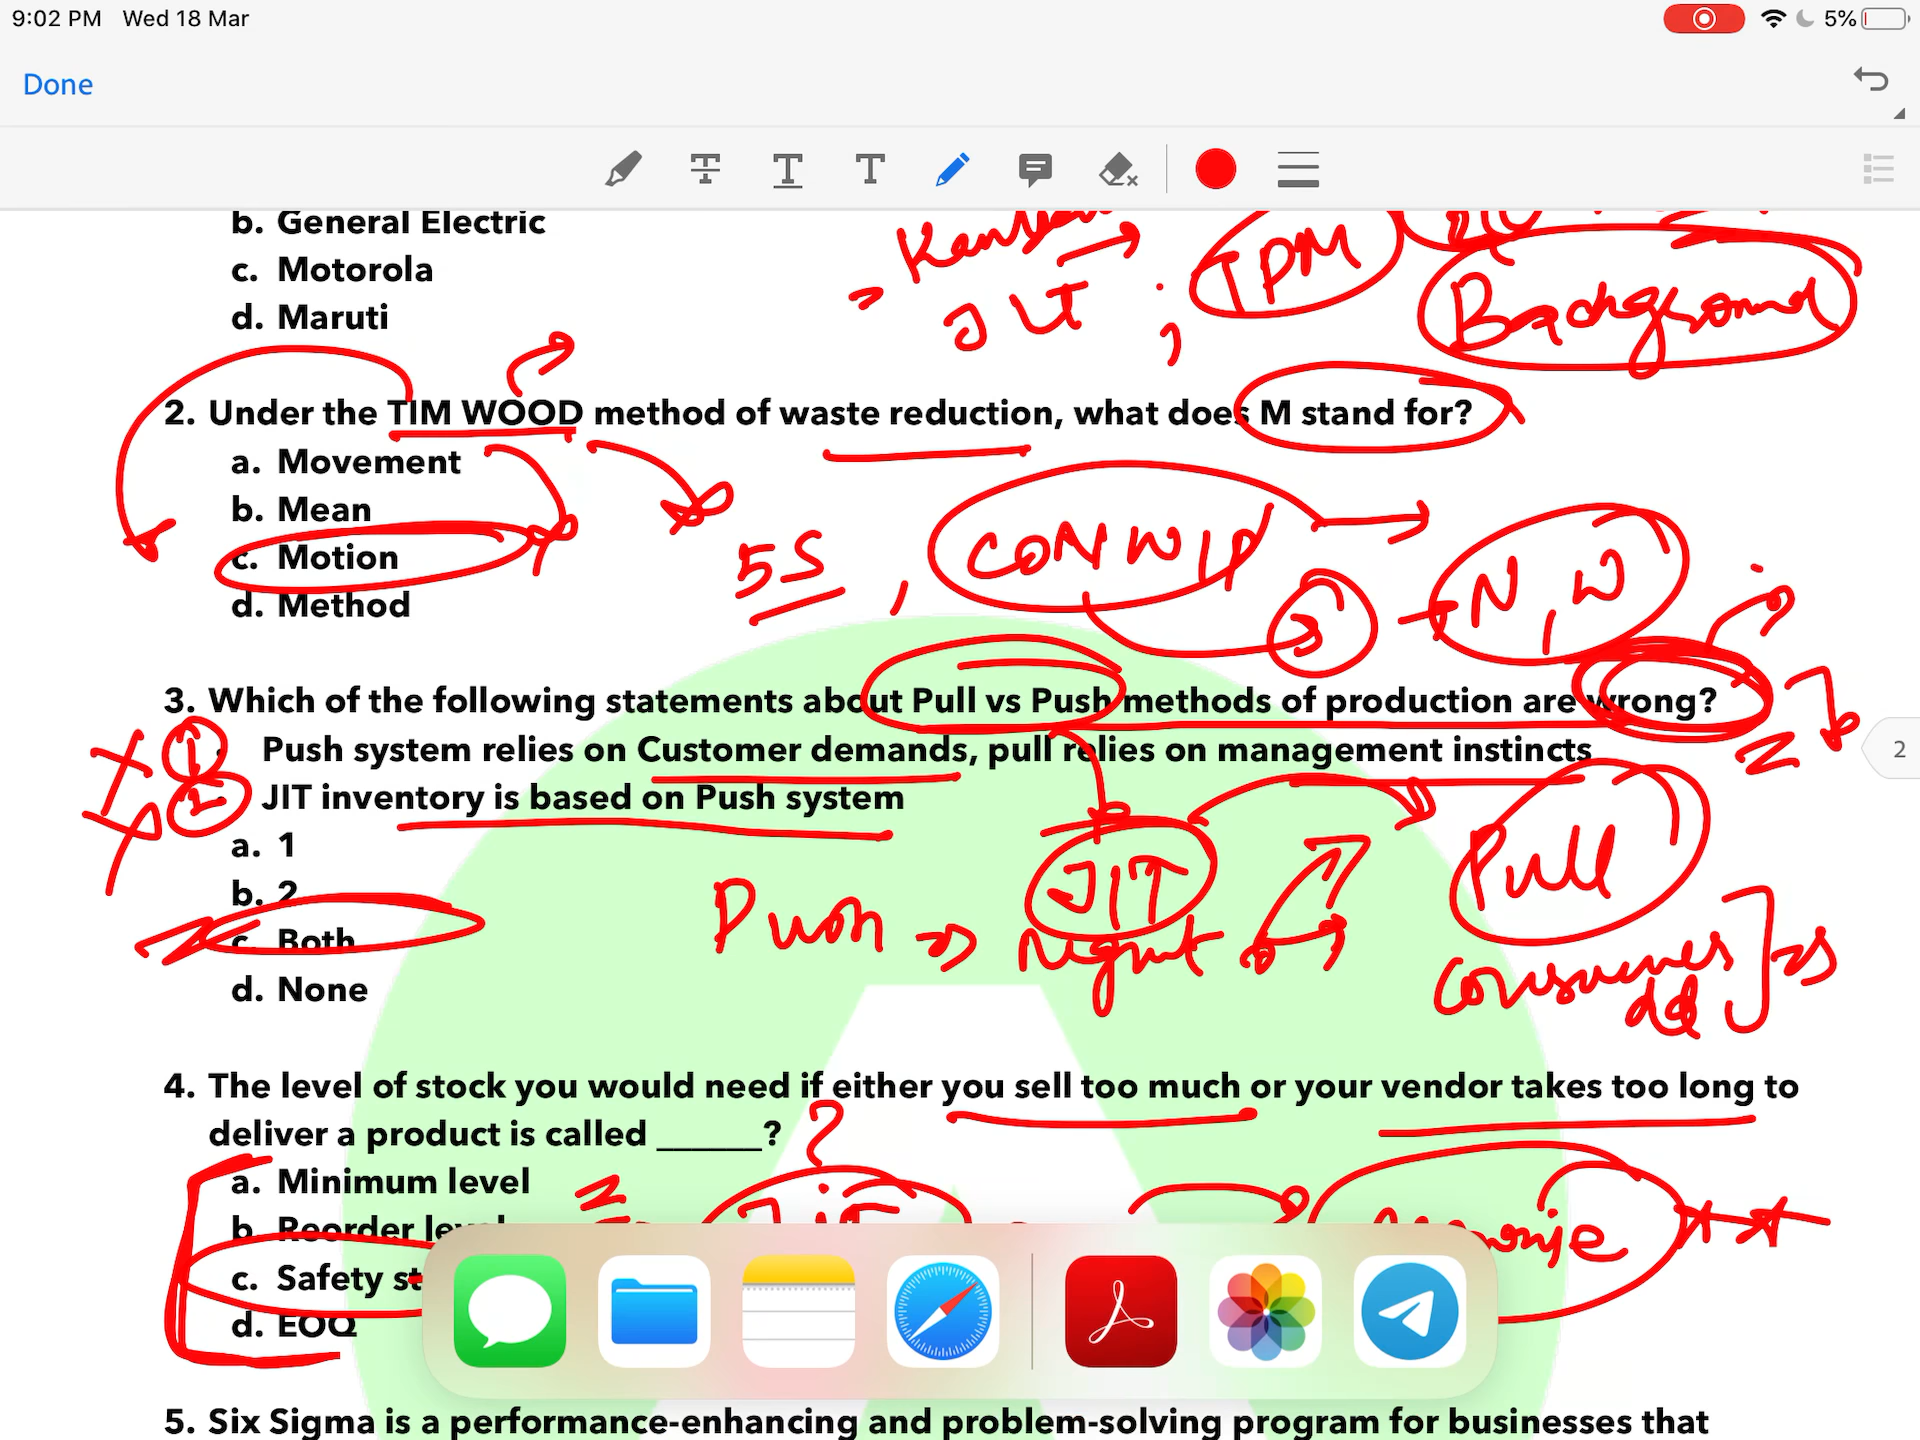 9:02 PM Wed 18 Mar
5%
Done
b. General Electric
c. Motorola
d. Maruti
JIT ; TPM
Background
2. Under the TIM WOOD method of waste reduction, what does M stand for?
a. Movement
b. Mean
c. Motion
d. Method
5S , CONWIP
N, W
3. Which of the following statements about Pull vs Push methods of production are wrong?
1 Push system relies on Customer demands, pull relies on management instincts
2 JIT inventory is based on Push system
a. 1
b. 2
c. Both
d. None
JIT
Pull
Push
2
4. The level of stock you would need if either you sell too much or your vendor takes too long to
deliver a product is called ______?
?
a. Minimum level
b. Reorder level
c. Safety st
d. EOQ
JIT
5. Six Sigma is a performance-enhancing and problem-solving program for businesses that